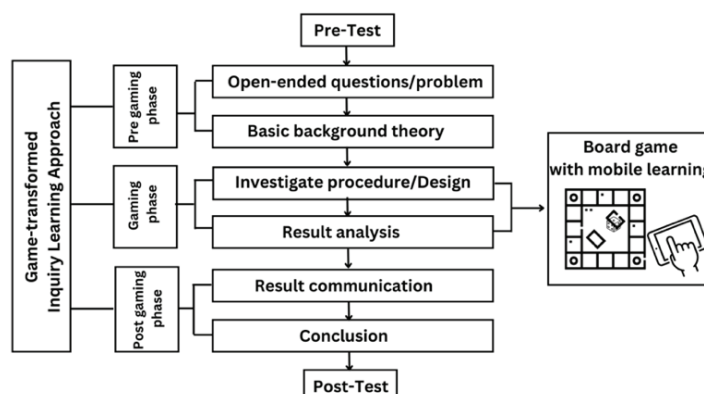 Pre-Test
Game-transformed
Inquiry Learning Approach
Pre gaming
phase
Open-ended questions/problem
Basic background theory
Gaming
phase
Investigate procedure/Design
Result analysis
Board game
with mobile learning
Post gaming
phase
Result communication
Conclusion
Post-Test